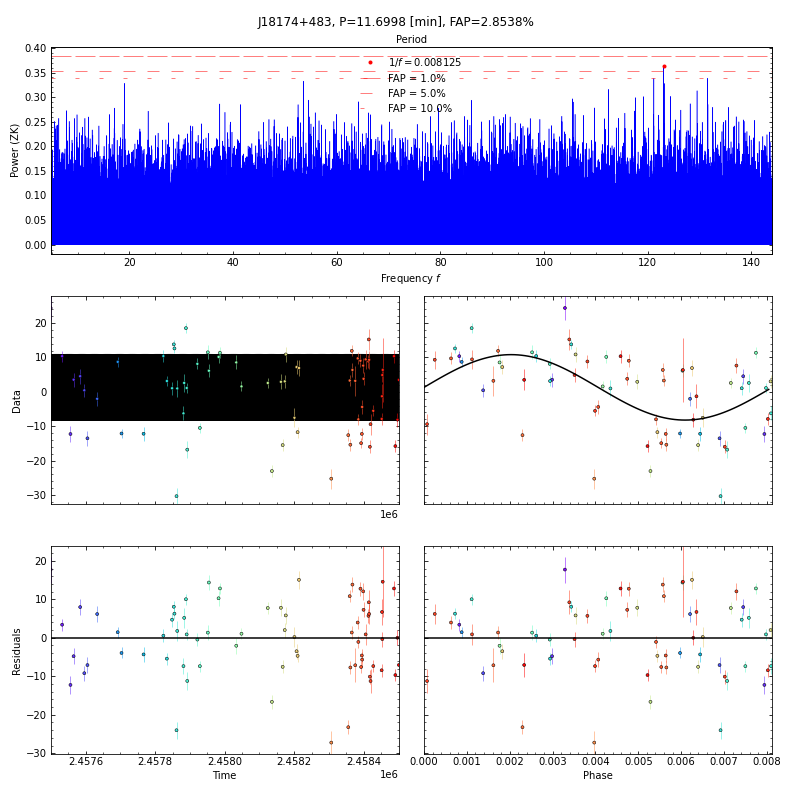 J18174+483, P=11.6998 [min], FAP=2.8538%
Period
0.40
0.35
0.30
0.25
0.20
0.15
0.10
0.05
0.00
Power (ZK)
1/f = 0.008125
FAP = 1.0%
FAP = 5.0%
FAP = 10.0%
20 40 60 80 100 120 140
Frequency f
20
10
0
−10
−20
−30
Data
1e6
20
10
0
−10
−20
−30
Residuals
2.4576 2.4578 2.4580 2.4582 2.4584
1e6
Time
0.000 0.001 0.002 0.003 0.004 0.005 0.006 0.007 0.008
Phase